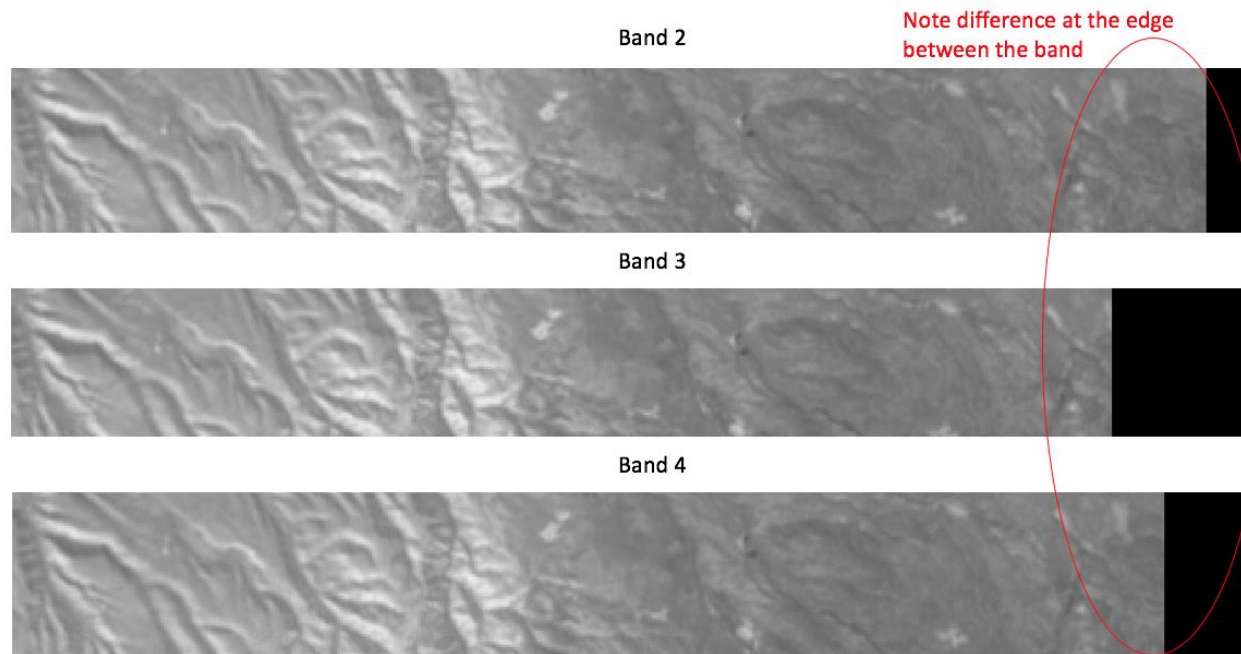 Note difference at the edge
between the band
Band 2
Band 3
Band 4